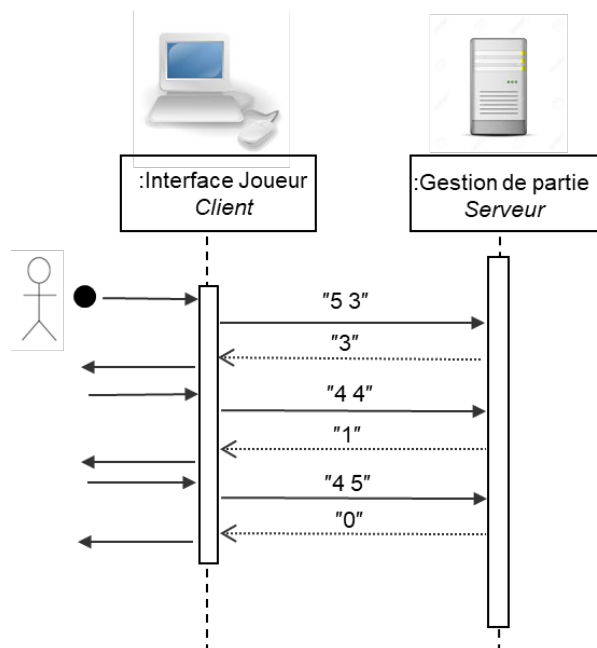 :Interface Joueur
Client
:Gestion de partie
Serveur
"5 3"
"3"
"4 4"
"1"
"4 5"
"0"